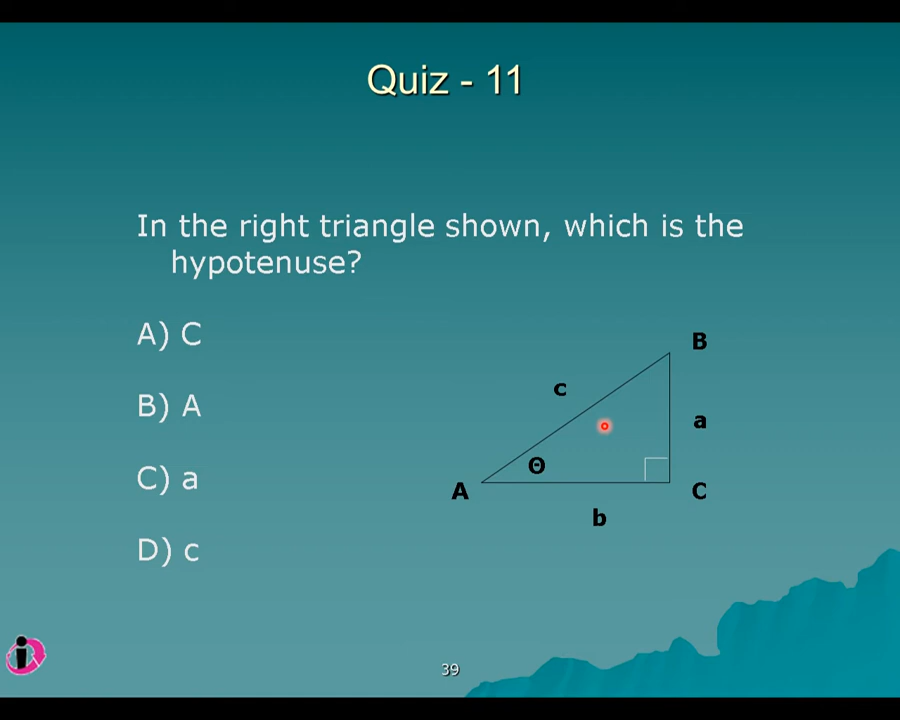 Quiz - 11
In the right triangle shown, which is the
hypotenuse?
A) C
B) A
C) a
D) c
B
c
a
Θ
A
C
b
i
39